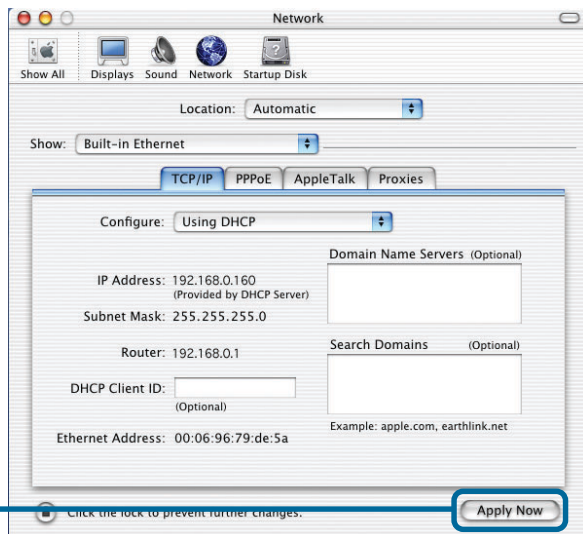 Network
Show All
Displays
Sound
Network
Startup Disk
Location: Automatic
Show: Built-in Ethernet
TCP/IP
PPPoE
AppleTalk
Proxies
Configure: Using DHCP
Domain Name Servers (Optional)
IP Address: 192.168.0.160
(Provided by DHCP Server)
Subnet Mask: 255.255.255.0
Router: 192.168.0.1
Search Domains (Optional)
DHCP Client ID:
(Optional)
Example: apple.com, earthlink.net
Ethernet Address: 00:06:96:79:de:5a
Click the lock to prevent further changes.
Apply Now